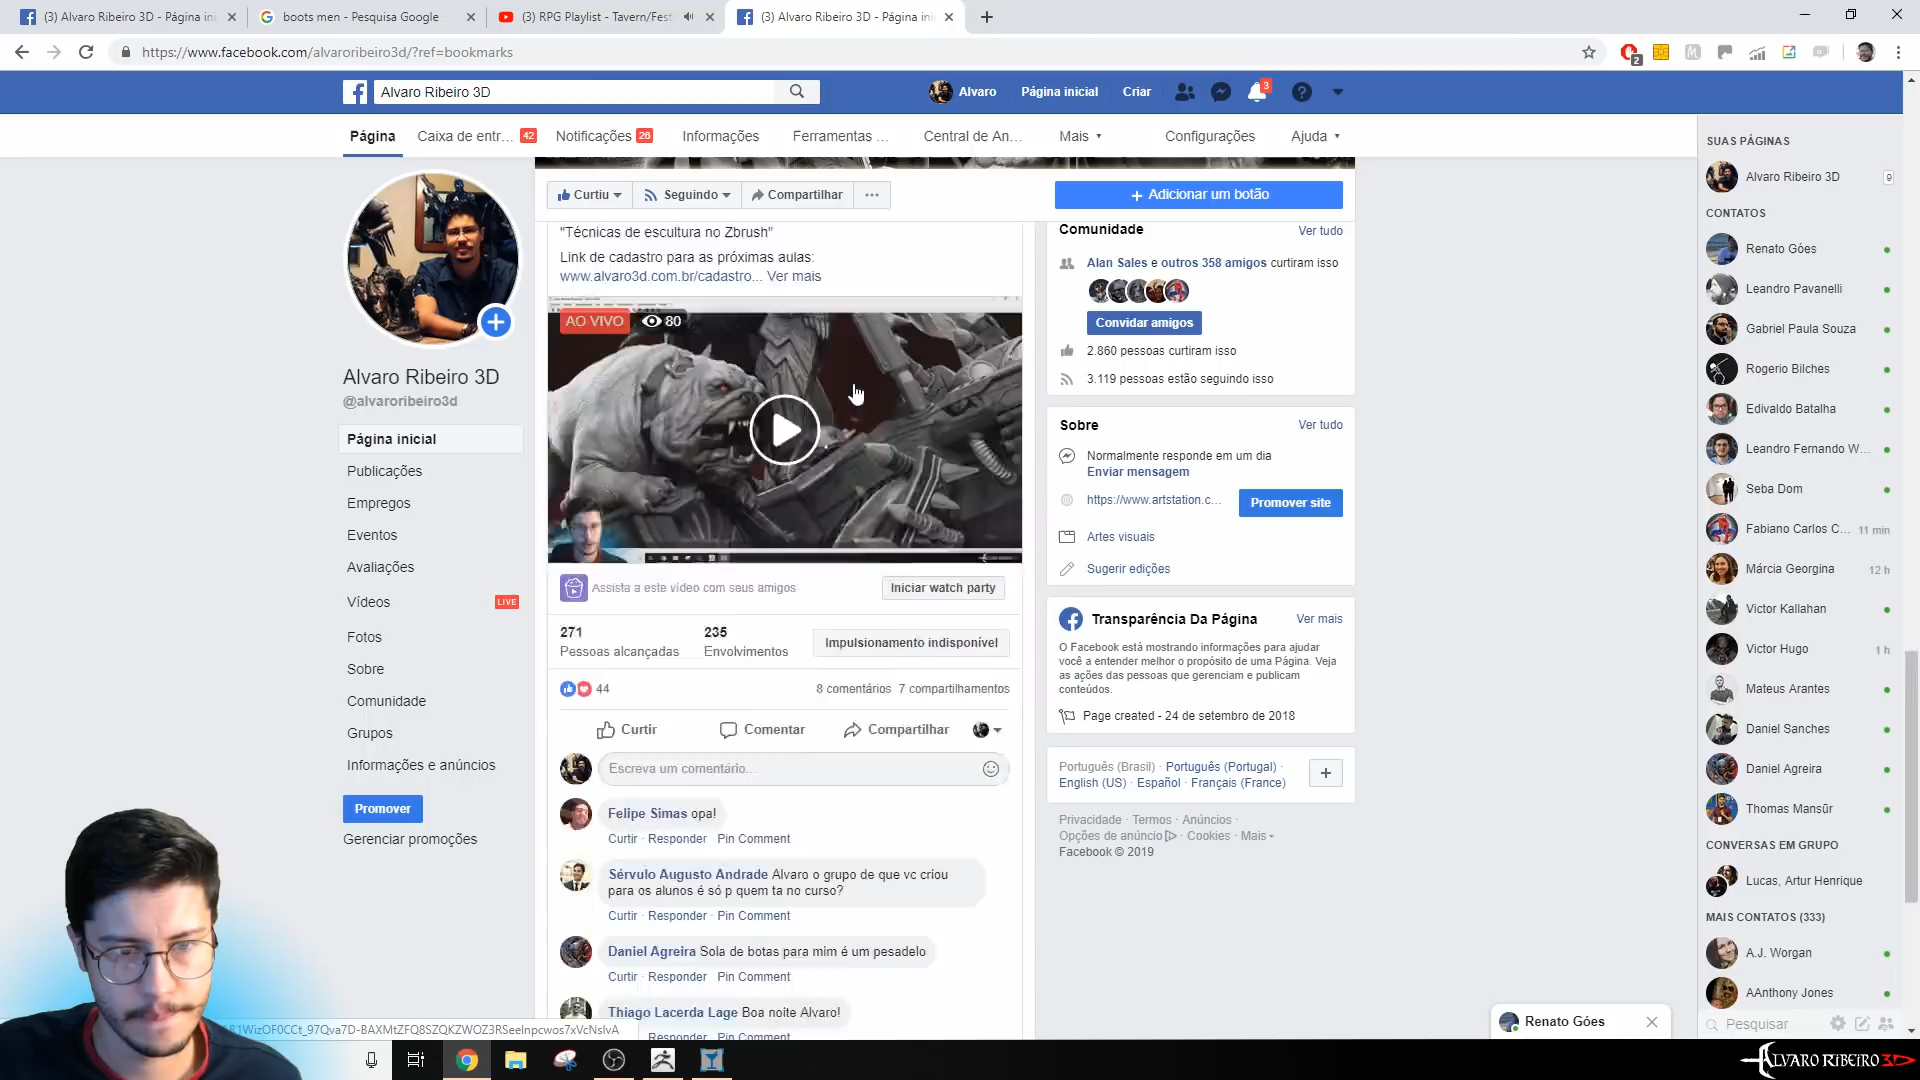 (3) Alvaro Ribeiro 3D - Página ini
boots men - Pesquisa Google
(3) RPG Playlist - Tavern/Fest
(3) Alvaro Ribeiro 3D - Página ini
https://www.facebook.com/alvaroribeiro3d/?ref=bookmarks
2
Alvaro Ribeiro 3D
Alvaro
Página inicial
Criar
3
Página
Caixa de entr... 42
Notificações 26
Informações
Ferramentas ...
Central de An...
Mais
Configurações
Ajuda
Curtiu
Seguindo
Compartilhar
+ Adicionar um botão
Alvaro Ribeiro 3D
@alvaroribeiro3d
Página inicial
Publicações
Empregos
Eventos
Avaliações
Vídeos LIVE
Fotos
Sobre
Comunidade
Grupos
Informações e anúncios
Promover
Gerenciar promoções
"Técnicas de escultura no Zbrush"
Link de cadastro para as próximas aulas:
www.alvaro3d.com.br/cadastro... Ver mais
AO VIVO 80
Assista a este vídeo com seus amigos
Iniciar watch party
271
Pessoas alcançadas
235
Envolvimentos
Impulsionamento indisponível
44
8 comentários 7 compartilhamentos
Curtir
Comentar
Compartilhar
Escreva um comentário...
Felipe Simas opa!
Curtir · Responder · Pin Comment
Sérvulo Augusto Andrade Alvaro o grupo de que vc criou
para os alunos é só p quem ta no curso?
Curtir · Responder · Pin Comment
Daniel Agreira Sola de botas para mim é um pesadelo
Curtir · Responder · Pin Comment
Thiago Lacerda Lage Boa noite Alvaro!
Curtir · Responder · Pin Comment
Comunidade
Ver tudo
Alan Sales e outros 358 amigos curtiram isso
Convidar amigos
2.860 pessoas curtiram isso
3.119 pessoas estão seguindo isso
Sobre
Ver tudo
Normalmente responde em um dia
Enviar mensagem
https://www.artstation.c...
Promover site
Artes visuais
Sugerir edições
Transparência Da Página
Ver mais
O Facebook está mostrando informações para ajudar
você a entender melhor o propósito de uma Página. Veja
as ações das pessoas que gerenciam e publicam
conteúdos.
Page created - 24 de setembro de 2018
Português (Brasil) · Português (Portugal) ·
English (US) · Español · Français (France)
+
Privacidade · Termos · Anúncios ·
Opções de anúncio · Cookies · Mais
Facebook © 2019
SUAS PÁGINAS
Alvaro Ribeiro 3D 9
CONTATOS
Renato Góes
Leandro Pavanelli
Gabriel Paula Souza
Rogerio Bilches
Edivaldo Batalha
Leandro Fernando W...
Seba Dom
Fabiano Carlos C... 11 min
Márcia Georgina 12 h
Victor Kallahan
Victor Hugo 1 h
Mateus Arantes
Daniel Sanches
Daniel Agreira
Thomas Mansūr
CONVERSAS EM GRUPO
Lucas, Artur Henrique
MAIS CONTATOS (333)
A.J. Worgan
AAnthony Jones
Pesquisar
Renato Góes
ALVARO RIBEIRO 3D